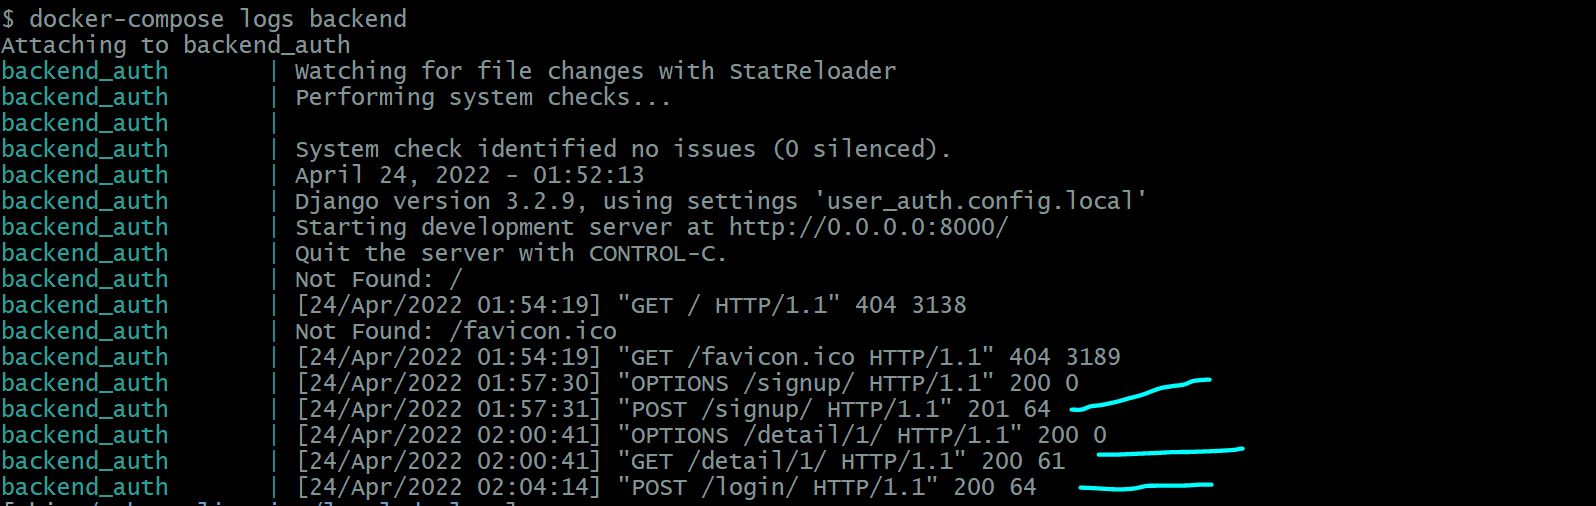 $ docker-compose logs backend
Attaching to backend_auth
backend_auth | Watching for file changes with StatReloader
backend_auth | Performing system checks...
backend_auth |
backend_auth | System check identified no issues (0 silenced).
backend_auth | April 24, 2022 - 01:52:13
backend_auth | Django version 3.2.9, using settings 'user_auth.config.local'
backend_auth | Starting development server at http://0.0.0.0:8000/
backend_auth | Quit the server with CONTROL-C.
backend_auth | Not Found: /
backend_auth | [24/Apr/2022 01:54:19] "GET / HTTP/1.1" 404 3138
backend_auth | Not Found: /favicon.ico
backend_auth | [24/Apr/2022 01:54:19] "GET /favicon.ico HTTP/1.1" 404 3189
backend_auth | [24/Apr/2022 01:57:30] "OPTIONS /signup/ HTTP/1.1" 200 0
backend_auth | [24/Apr/2022 01:57:31] "POST /signup/ HTTP/1.1" 201 64
backend_auth | [24/Apr/2022 02:00:41] "OPTIONS /detail/1/ HTTP/1.1" 200 0
backend_auth | [24/Apr/2022 02:00:41] "GET /detail/1/ HTTP/1.1" 200 61
backend_auth | [24/Apr/2022 02:04:14] "POST /login/ HTTP/1.1" 200 64